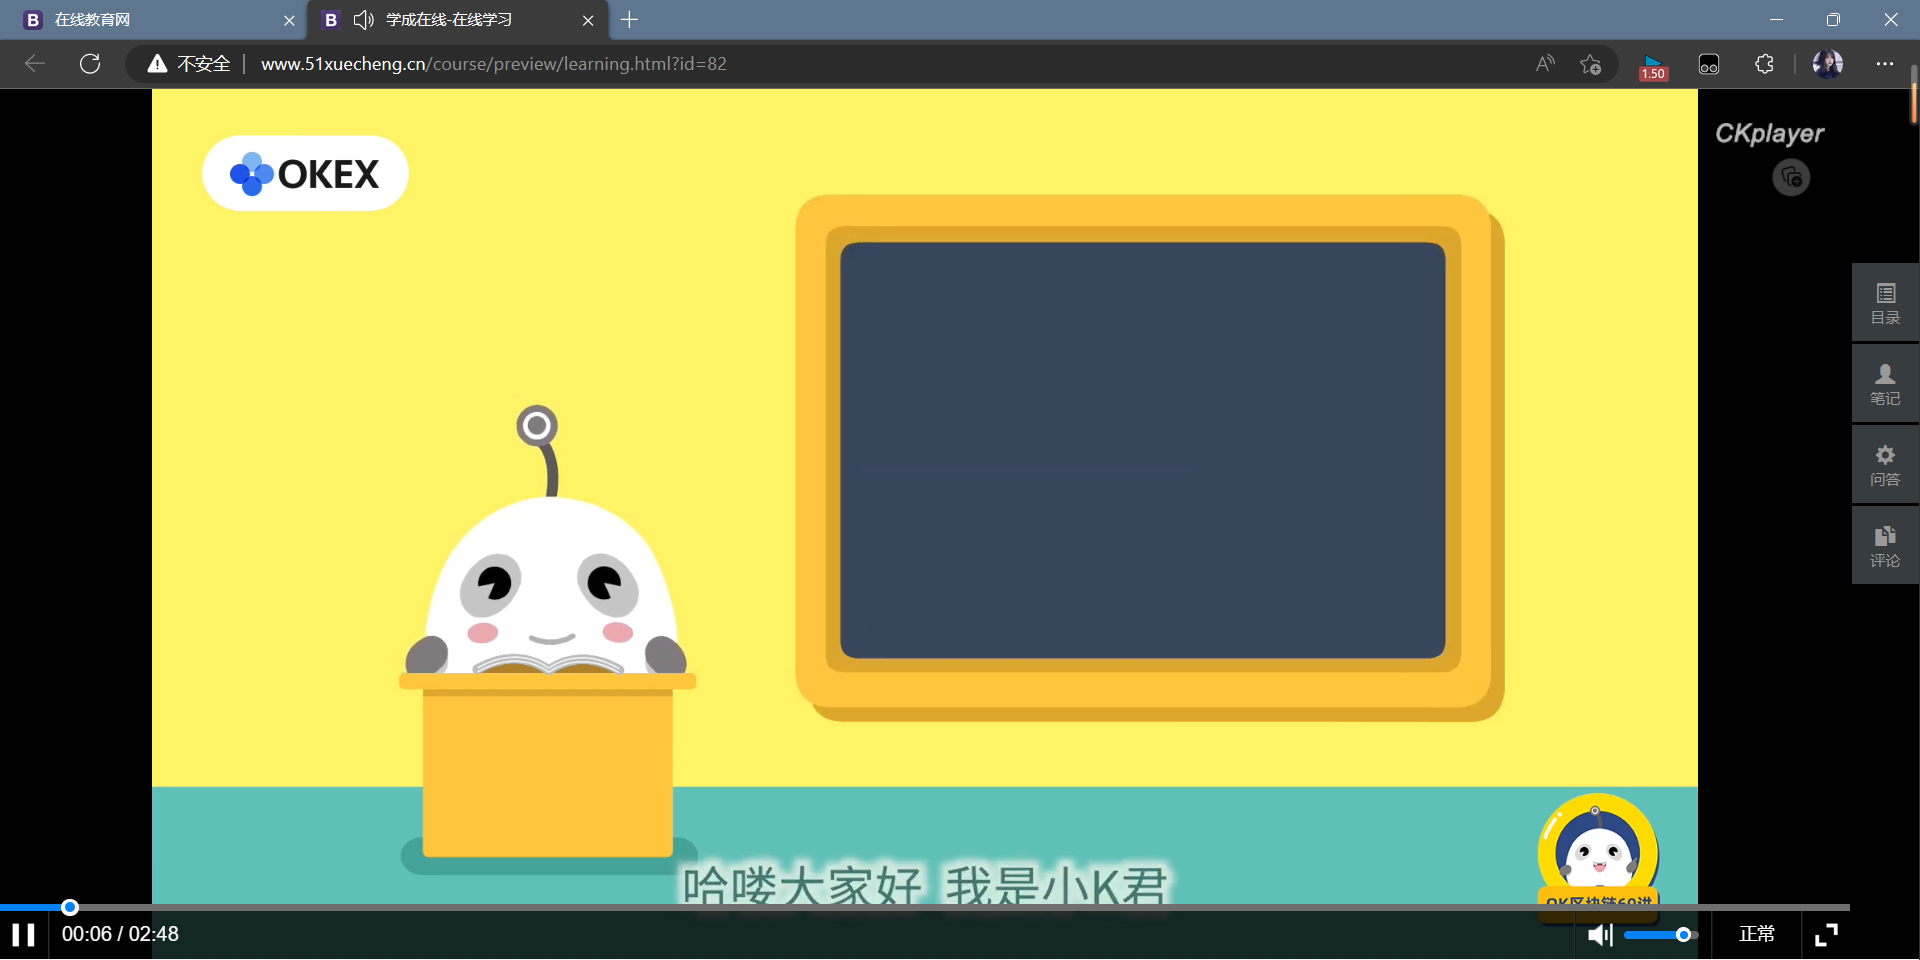 在线教育网
学成在线-在线学习
不安全
www.51xuecheng.cn/course/preview/learning.html?id=82
1.50
OKEX
CKplayer
目录
笔记
问答
评论
哈喽大家好 我是小K君
OK区块链60讲
00:06 / 02:48
正常